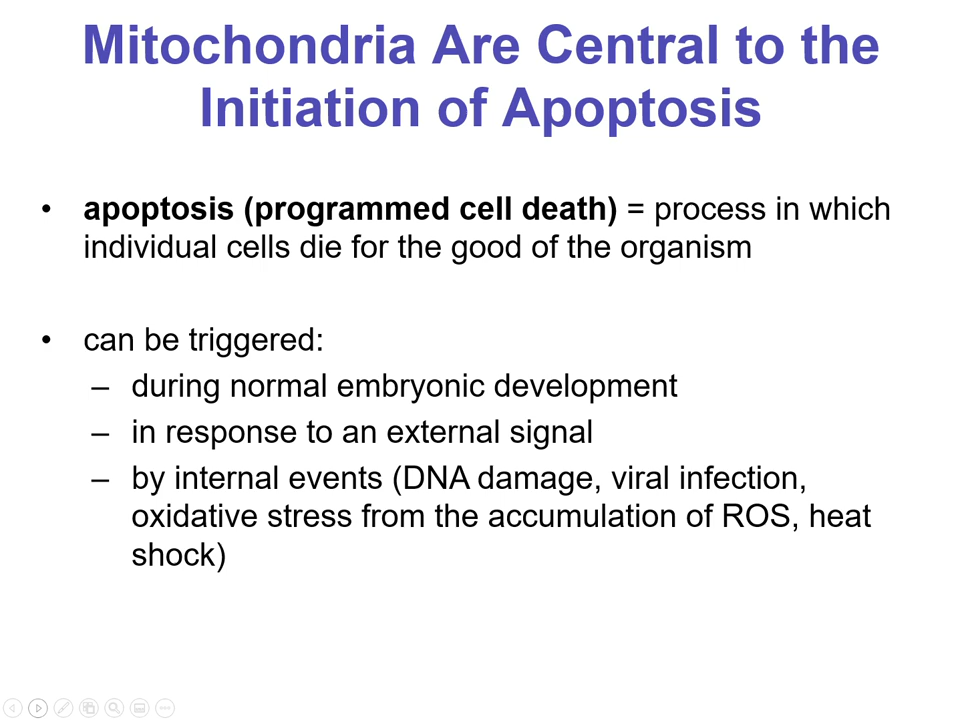 Mitochondria Are Central to the
Initiation of Apoptosis
• apoptosis (programmed cell death) = process in which
individual cells die for the good of the organism
• can be triggered:
– during normal embryonic development
– in response to an external signal
– by internal events (DNA damage, viral infection,
oxidative stress from the accumulation of ROS, heat
shock)